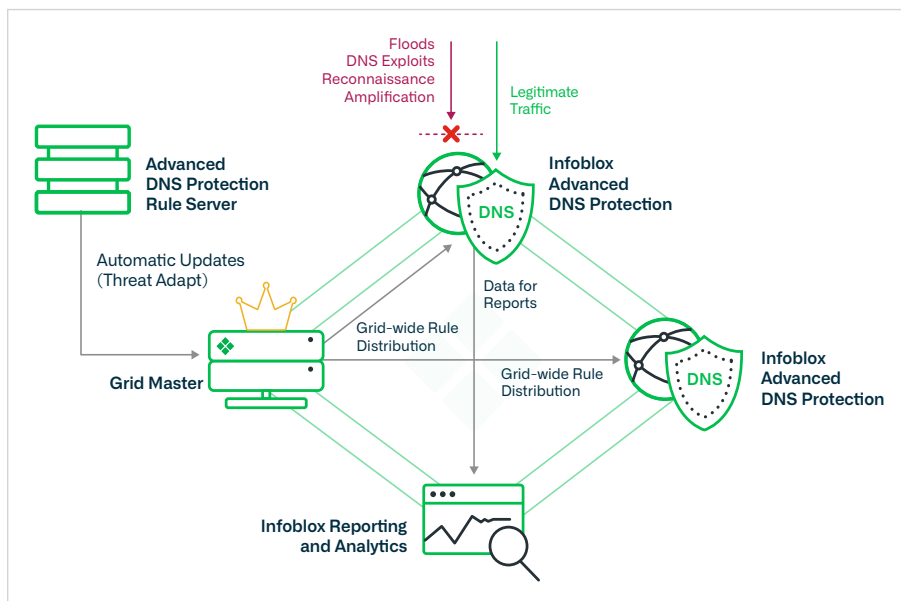 Floods
DNS Exploits
Reconnaissance
Amplification
Legitimate
Traffic
Advanced
DNS Protection
Rule Server
Infoblox
Advanced
DNS Protection
DNS
Automatic Updates
(Threat Adapt)
Data for
Reports
Grid-wide Rule
Distribution
Grid Master
Grid-wide Rule
Distribution
DNS
Infoblox
Advanced
DNS Protection
Infoblox Reporting
and Analytics